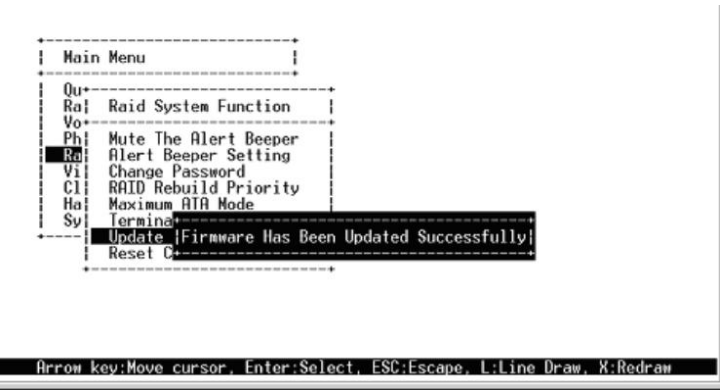 Main Menu
Qu
Ra
Raid System Function
Vo
Ph
Mute The Alert Beeper
Ra
Alert Beeper Setting
Vi
Change Password
Cl
RAID Rebuild Priority
Ha
Maximum ATA Mode
Sy
Termina
Update
Firmware Has Been Updated Successfully
Reset C
Arrow key:Move cursor, Enter:Select, ESC:Escape, L:Line Draw, X:Redraw